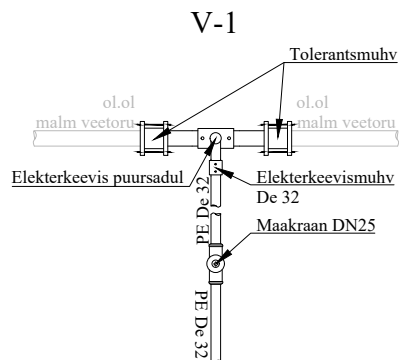 V-1
Tolerantsmuhv
ol.ol
malm veetoru
ol.ol
malm veetoru
Elekterkeevis puursadul
Elekterkeevismuhv
De 32
PE De 32
Maakraan DN25
PE De 32